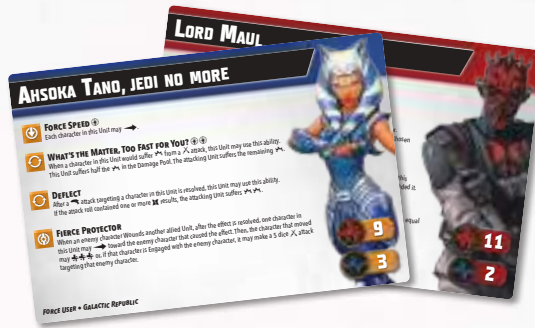 LORD MAUL
AHSOKA TANO, JEDI NO MORE
FORCE SPEED
Each character in this Unit may
WHAT'S THE MATTER, TOO FAST FOR YOU?
When a character in this Unit would suffer from a attack, this Unit may use this ability.
This Unit suffers half the in the Damage Pool. The attacking Unit suffers the remaining
DEFLECT
After a attack targeting a character in this Unit is resolved, this Unit may use this ability.
If the attack roll contained one or more results, the attacking Unit suffers
FIERCE PROTECTOR
When an enemy character Wounds another allied Unit, after the effect is resolved, one character in
this Unit may toward the enemy character that caused the effect. Then, the character that moved
may or, if that character is Engaged with the enemy character, it may make a 5 dice attack
targeting that enemy character.
equal
9
3
11
2
FORCE USER • GALACTIC REPUBLIC